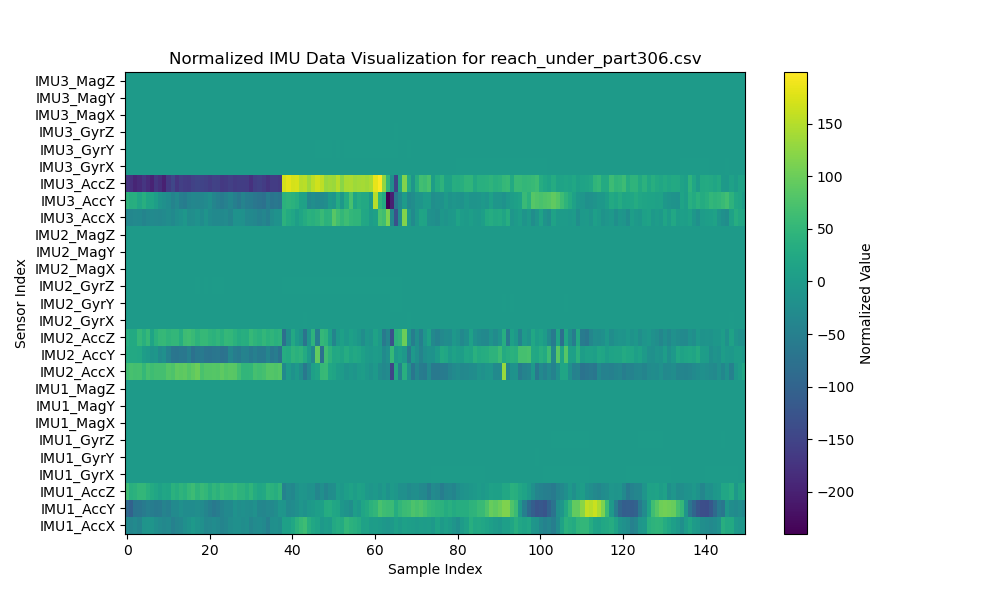 Normalized IMU Data Visualization for reach_under_part306.csv
IMU3_MagZ
IMU3_MagY
IMU3_MagX
IMU3_GyrZ
IMU3_GyrY
IMU3_GyrX
IMU3_AccZ
IMU3_AccY
IMU3_AccX
IMU2_MagZ
IMU2_MagY
IMU2_MagX
IMU2_GyrZ
IMU2_GyrY
IMU2_GyrX
IMU2_AccZ
IMU2_AccY
IMU2_AccX
IMU1_MagZ
IMU1_MagY
IMU1_MagX
IMU1_GyrZ
IMU1_GyrY
IMU1_GyrX
IMU1_AccZ
IMU1_AccY
IMU1_AccX
Sensor Index
0 20 40 60 80 100 120 140
Sample Index
150
100
50
0
−50
−100
−150
−200
Normalized Value